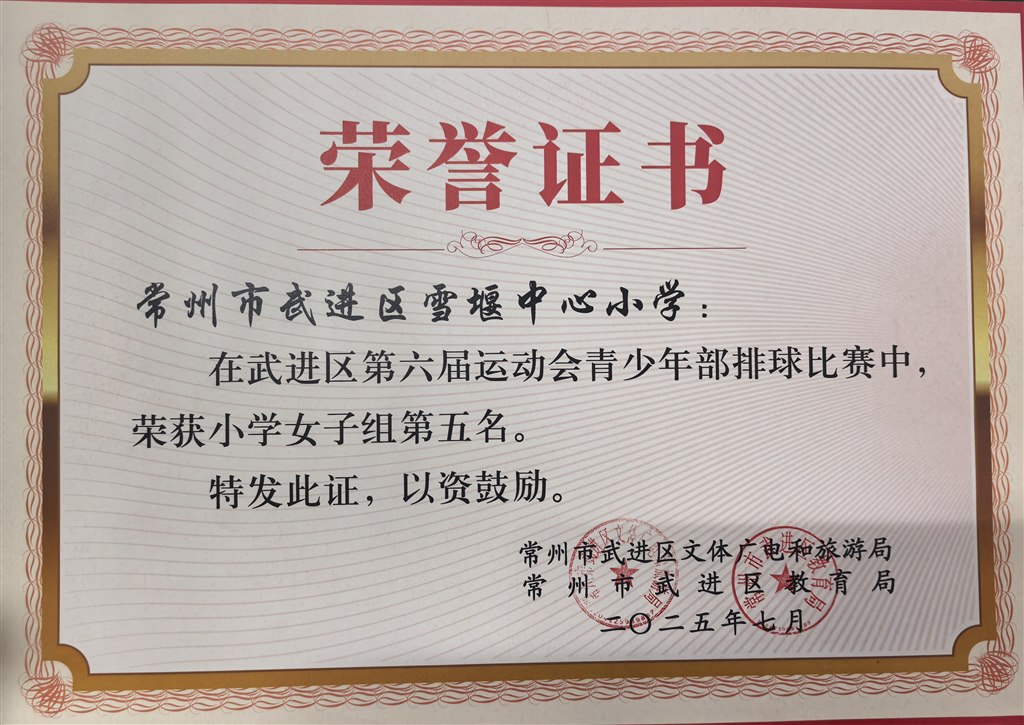 荣誉证书
常州市武进区雪堰中心小学：
在武进区第六届运动会青少年部排球比赛中，
荣获小学女子组第五名。
特发此证，以资鼓励。
常州市武进区文体广电和旅游局
常州市武进区教育局
二〇二五年七月